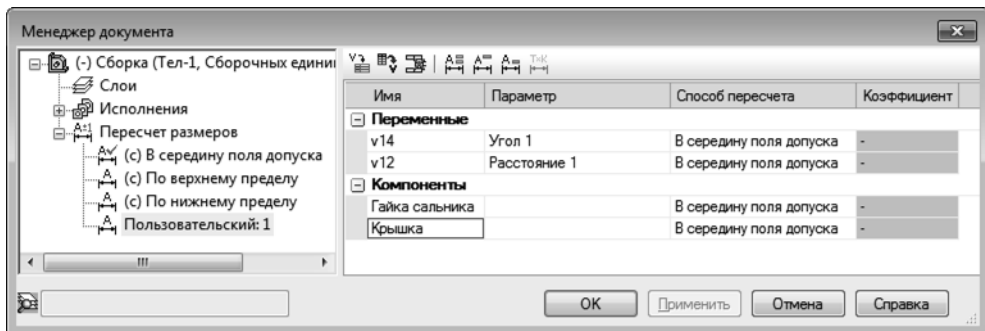 Менеджер документа
(-) Сборка (Тел-1, Сборочных едини
Слои
Исполнения
Пересчет размеров
(с) В середину поля допуска
(с) По верхнему пределу
(с) По нижнему пределу
Пользовательский: 1
Имя Параметр Способ пересчета Коэффициент
Переменные
v14 Угол 1 В середину поля допуска -
v12 Расстояние 1 В середину поля допуска -
Компоненты
Гайка сальника В середину поля допуска -
Крышка В середину поля допуска -
OK Применить Отмена Справка